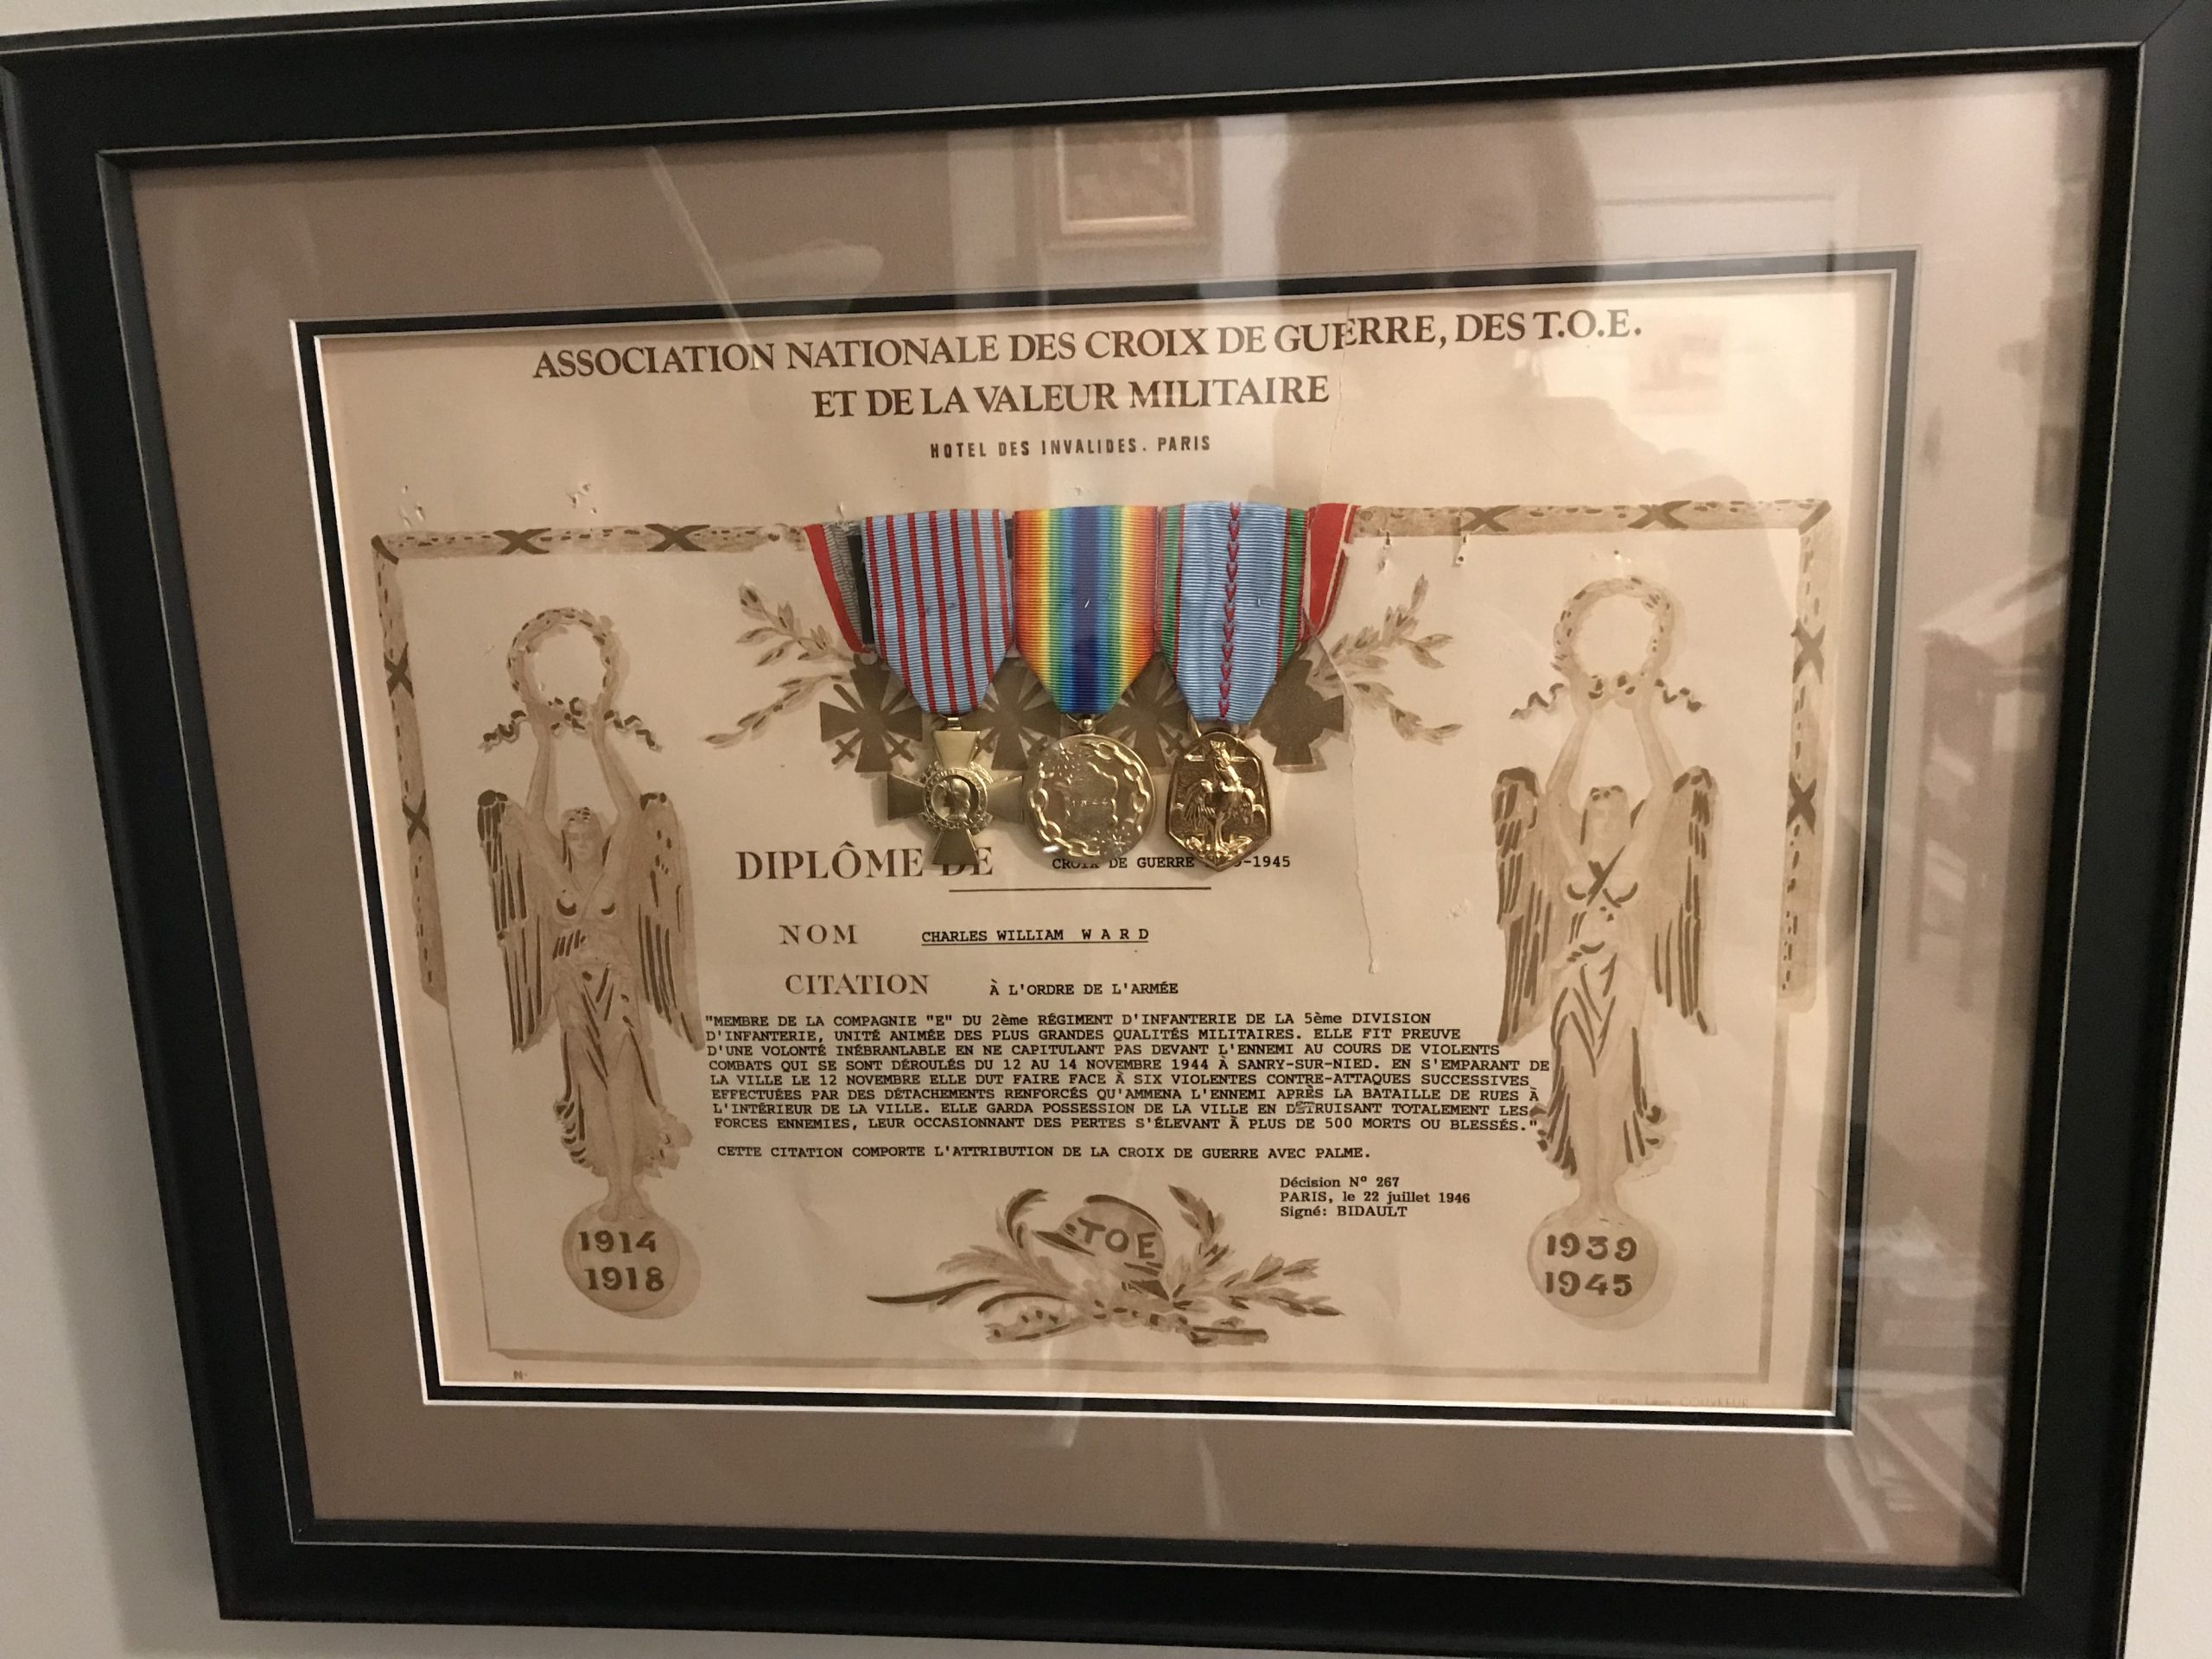 ASSOCIATION NATIONALE DES CROIX DE GUERRE, DES T.O.E.
ET DE LA VALEUR MILITAIRE
HOTEL DES INVALIDES. PARIS
DIPLÔME DE CROIX DE GUERRE -1945
NOM CHARLES WILLIAM W A R D
CITATION À L'ORDRE DE L'ARMÉE
"MEMBRE DE LA COMPAGNIE "E" DU 2ème RÉGIMENT D'INFANTERIE DE LA 5ème DIVISION
D'INFANTERIE, UNITÉ ANIMÉE DES PLUS GRANDES QUALITÉS MILITAIRES. ELLE FIT PREUVE
D'UNE VOLONTÉ INÉBRANLABLE EN NE CAPITULANT PAS DEVANT L'ENNEMI AU COURS DE VIOLENTS
COMBATS QUI SE SONT DÉROULÉS DU 12 AU 14 NOVEMBRE 1944 À SANRY-SUR-NIED. EN S'EMPARANT DE
LA VILLE LE 12 NOVEMBRE ELLE DUT FAIRE FACE À SIX VIOLENTES CONTRE-ATTAQUES SUCCESSIVES
EFFECTUÉES PAR DES DÉTACHEMENTS RENFORCÉS QU'AMMENA L'ENNEMI APRÈS LA BATAILLE DE RUES À
L'INTÉRIEUR DE LA VILLE. ELLE GARDA POSSESSION DE LA VILLE EN DÉTRUISANT TOTALEMENT LES
FORCES ENNEMIES, LEUR OCCASIONNANT DES PERTES S'ÉLEVANT À PLUS DE 500 MORTS OU BLESSÉS."
CETTE CITATION COMPORTE L'ATTRIBUTION DE LA CROIX DE GUERRE AVEC PALME.
Décision N° 267
PARIS, le 22 juillet 1946
Signé: BIDAULT
TOE
1914
1918
1939
1945
N°